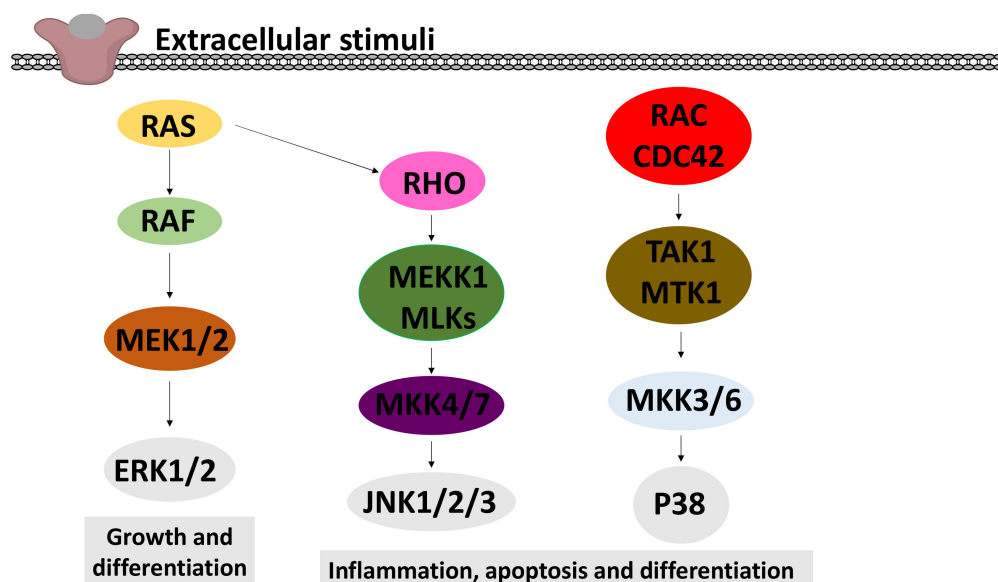 Extracellular stimuli
RAS
RAF
MEK1/2
ERK1/2
Growth and
differentiation
RHO
MEKK1
MLKs
MKK4/7
JNK1/2/3
RAC
CDC42
TAK1
MTK1
MKK3/6
P38
Inflammation, apoptosis and differentiation